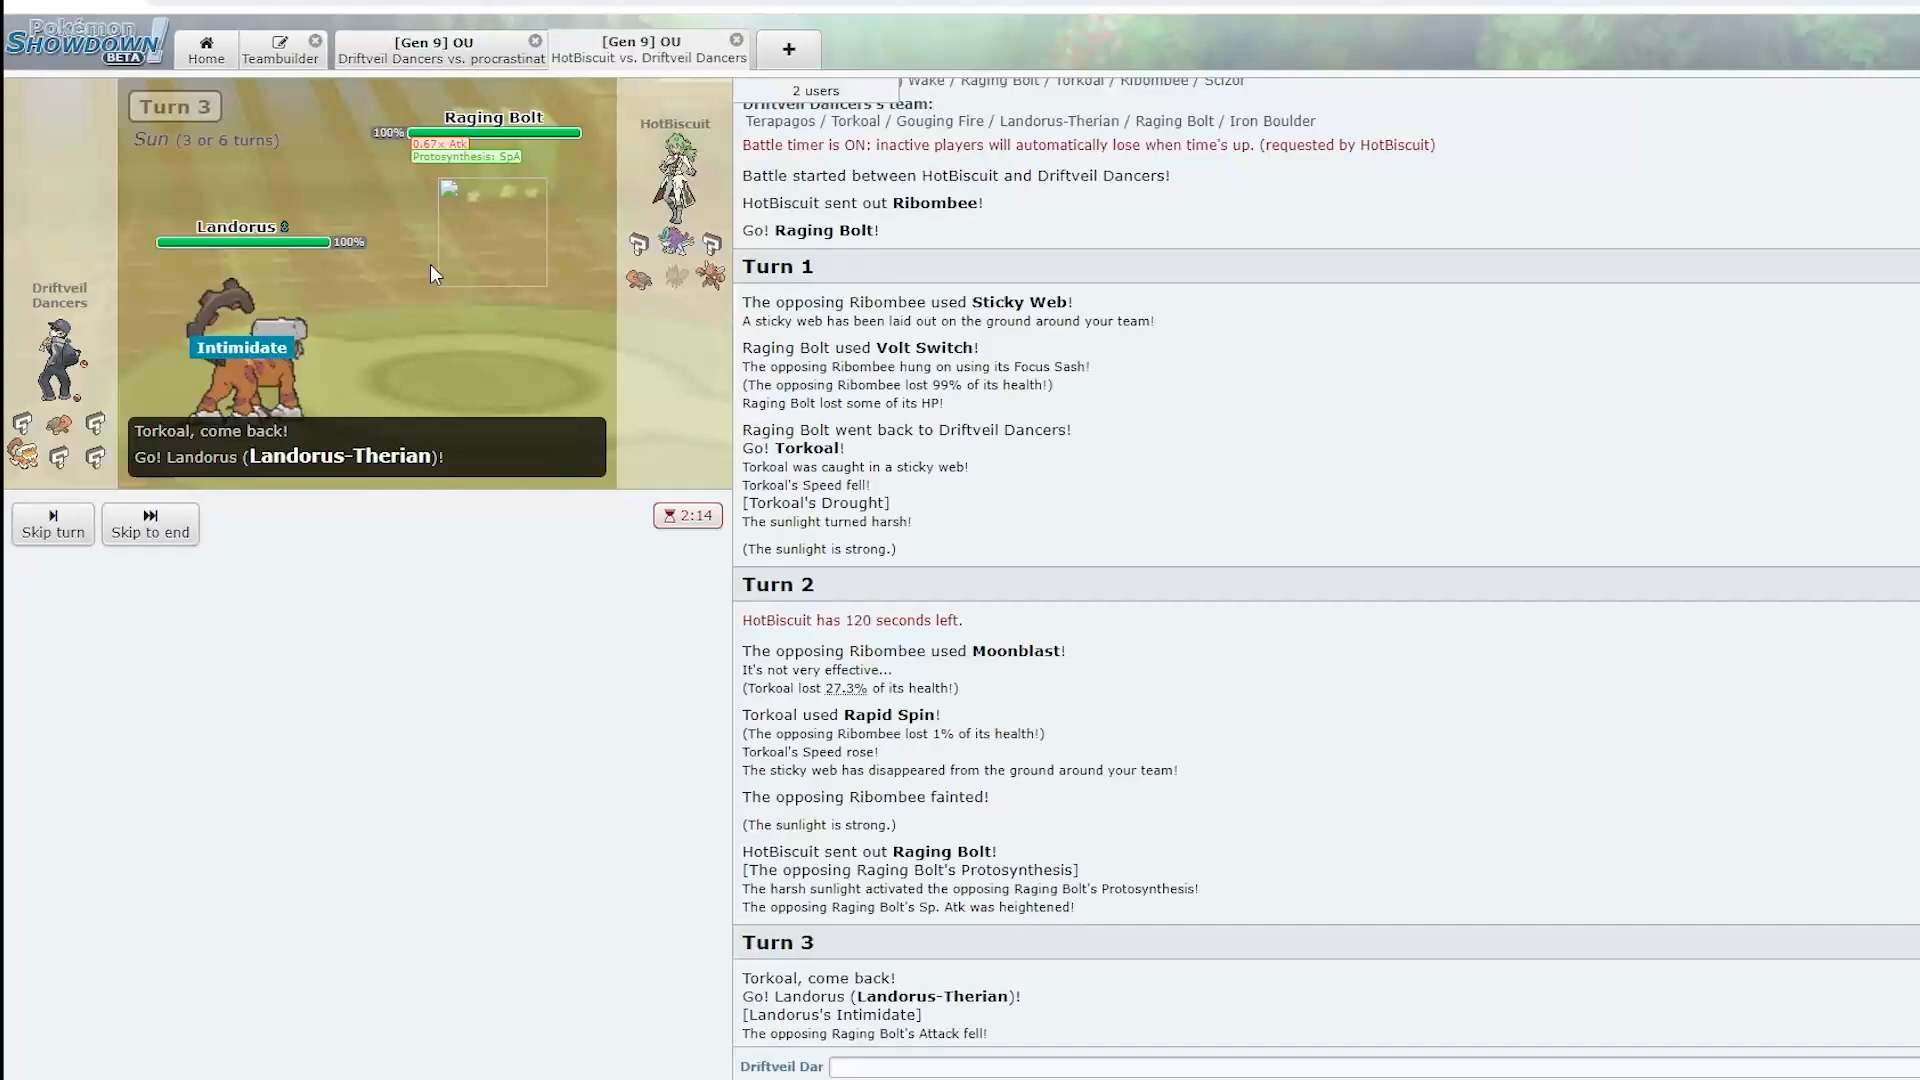 Pokémon
SHOWDOWN!
BETA
Home
Teambuilder
[Gen 9] OU
Driftveil Dancers vs. procrastinat
[Gen 9] OU
HotBiscuit vs. Driftveil Dancers
+
Turn 3
Sun (3 or 6 turns)
Raging Bolt
100%
0.67× Atk
Protosynthesis: SpA
Landorus
100%
Intimidate
Torkoal, come back!
Go! Landorus (Landorus-Therian)!
HotBiscuit
Driftveil
Dancers
Skip turn
Skip to end
2:14
2 users
Wake / Raging Bolt / Torkoal / Ribombee / Scizor
Driftveil Dancers's team:
Terapagos / Torkoal / Gouging Fire / Landorus-Therian / Raging Bolt / Iron Boulder
Battle timer is ON: inactive players will automatically lose when time's up. (requested by HotBiscuit)
Battle started between HotBiscuit and Driftveil Dancers!
HotBiscuit sent out Ribombee!
Go! Raging Bolt!
Turn 1
The opposing Ribombee used Sticky Web!
A sticky web has been laid out on the ground around your team!
Raging Bolt used Volt Switch!
The opposing Ribombee hung on using its Focus Sash!
(The opposing Ribombee lost 99% of its health!)
Raging Bolt lost some of its HP!
Raging Bolt went back to Driftveil Dancers!
Go! Torkoal!
Torkoal was caught in a sticky web!
Torkoal's Speed fell!
[Torkoal's Drought]
The sunlight turned harsh!
(The sunlight is strong.)
Turn 2
HotBiscuit has 120 seconds left.
The opposing Ribombee used Moonblast!
It's not very effective...
(Torkoal lost 27.3% of its health!)
Torkoal used Rapid Spin!
(The opposing Ribombee lost 1% of its health!)
Torkoal's Speed rose!
The sticky web has disappeared from the ground around your team!
The opposing Ribombee fainted!
(The sunlight is strong.)
HotBiscuit sent out Raging Bolt!
[The opposing Raging Bolt's Protosynthesis]
The harsh sunlight activated the opposing Raging Bolt's Protosynthesis!
The opposing Raging Bolt's Sp. Atk was heightened!
Turn 3
Torkoal, come back!
Go! Landorus (Landorus-Therian)!
[Landorus's Intimidate]
The opposing Raging Bolt's Attack fell!
Driftveil Dar